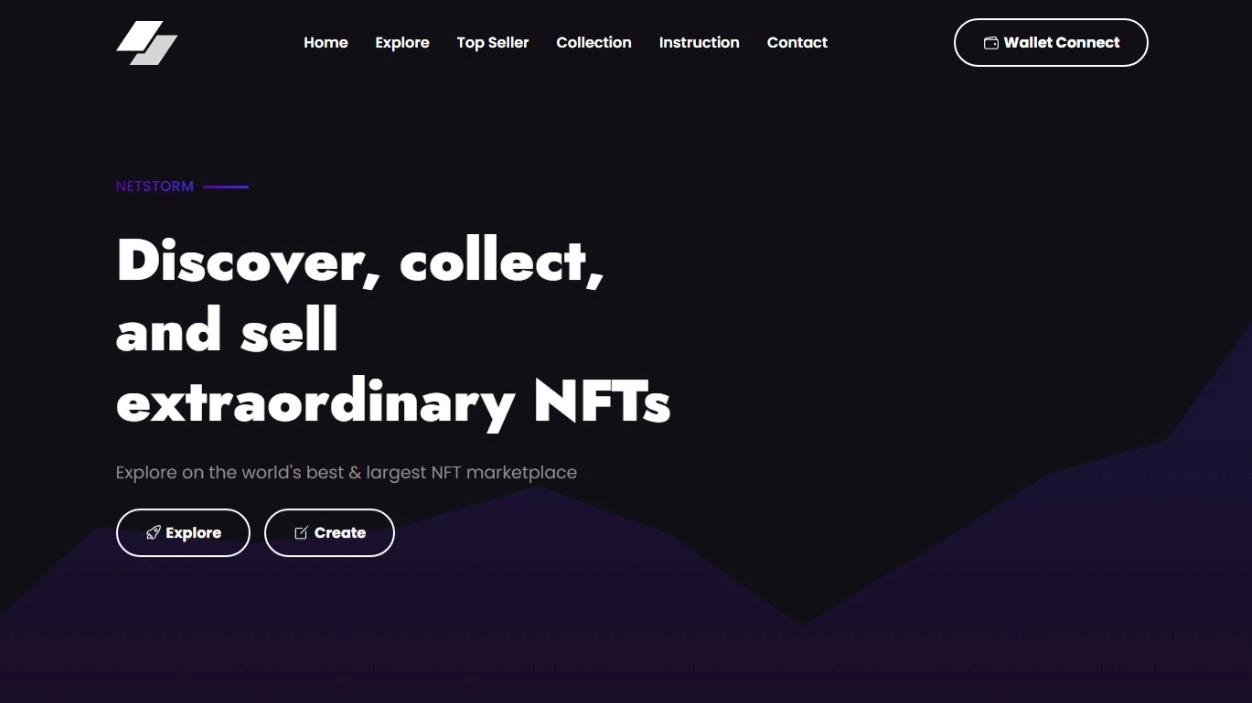 Home Explore Top Seller Collection Instruction Contact Wallet Connect
NETSTORM
Discover, collect,
and sell
extraordinary NFTs
Explore on the world's best & largest NFT marketplace
Explore Create